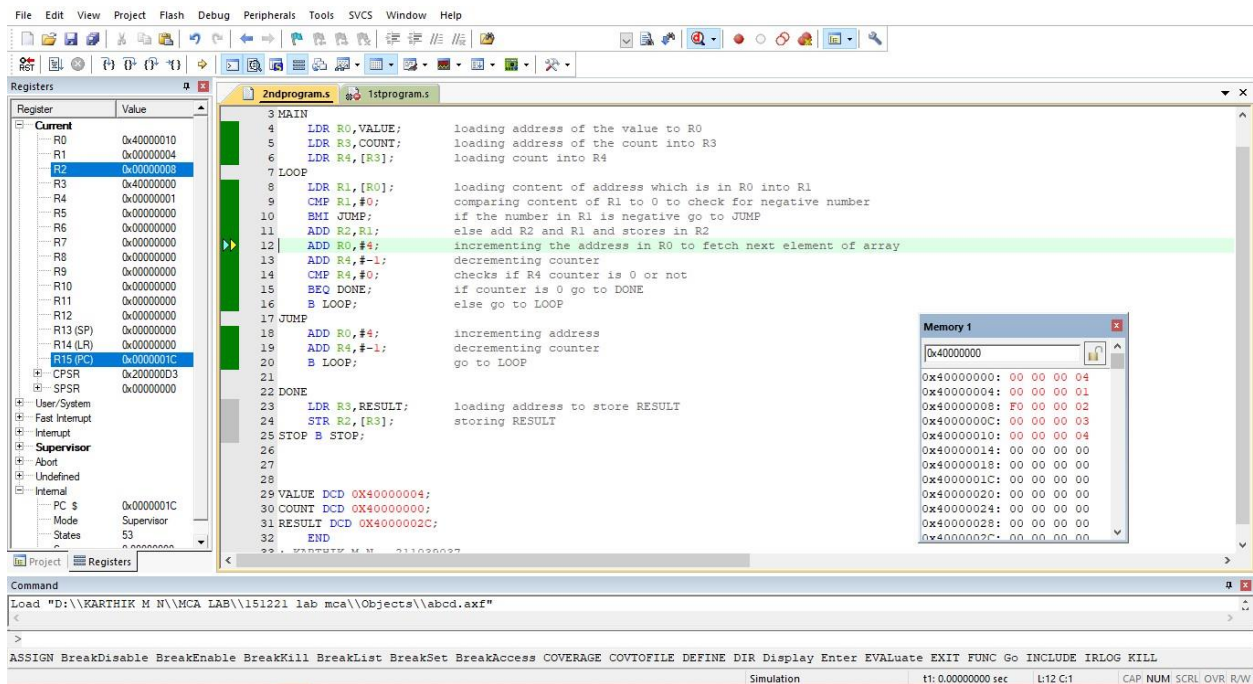 File Edit View Project Flash Debug Peripherals Tools SVCS Window Help
Registers
Register Value
Current
R0 0x40000010
R1 0x00000004
R2 0x00000008
R3 0x40000000
R4 0x00000001
R5 0x00000000
R6 0x00000000
R7 0x00000000
R8 0x00000000
R9 0x00000000
R10 0x00000000
R11 0x00000000
R12 0x00000000
R13 (SP) 0x00000000
R14 (LR) 0x00000000
R15 (PC) 0x0000001C
CPSR 0x200000D3
SPSR 0x00000000
User/System
Fast Interrupt
Interrupt
Supervisor
Abort
Undefined
Internal
PC $ 0x0000001C
Mode Supervisor
States 53
Project Registers
2ndprogram.s 1stprogram.s
3 MAIN
4 LDR R0,VALUE; loading address of the value to R0
5 LDR R3,COUNT; loading address of the count into R3
6 LDR R4,[R3]; loading count into R4
7 LOOP
8 LDR R1,[R0]; loading content of address which is in R0 into R1
9 CMP R1,#0; comparing content of R1 to 0 to check for negative number
10 BMI JUMP; if the number in R1 is negative go to JUMP
11 ADD R2,R1; else add R2 and R1 and stores in R2
12 ADD R0,#4; incrementing the address in R0 to fetch next element of array
13 ADD R4,#-1; decrementing counter
14 CMP R4,#0; checks if R4 counter is 0 or not
15 BEQ DONE; if counter is 0 go to DONE
16 B LOOP; else go to LOOP
17 JUMP
18 ADD R0,#4; incrementing address
19 ADD R4,#-1; decrementing counter
20 B LOOP; go to LOOP
21
22 DONE
23 LDR R3,RESULT; loading address to store RESULT
24 STR R2,[R3]; storing RESULT
25 STOP B STOP;
26
27
28
29 VALUE DCD 0X40000004;
30 COUNT DCD 0X40000000;
31 RESULT DCD 0X4000002C;
32 END
33 ; KARTHIK M N
Memory 1
0x40000000
0x40000000: 00 00 00 04
0x40000004: 00 00 00 01
0x40000008: F0 00 00 02
0x4000000C: 00 00 00 03
0x40000010: 00 00 00 04
0x40000014: 00 00 00 00
0x40000018: 00 00 00 00
0x4000001C: 00 00 00 00
0x40000020: 00 00 00 00
0x40000024: 00 00 00 00
0x40000028: 00 00 00 00
0x4000002C: 00 00 00 00
Command
Load "D:\\KARTHIK M N\\MCA LAB\\151221 lab mca\\Objects\\abcd.axf"
>
ASSIGN BreakDisable BreakEnable BreakKill BreakList BreakSet BreakAccess COVERAGE COVTOFILE DEFINE DIR Display Enter EVALuate EXIT FUNC Go INCLUDE IRLOG KILL
Simulation t1: 0.00000000 sec L:12 C:1 CAP NUM SCRL OVR R/W